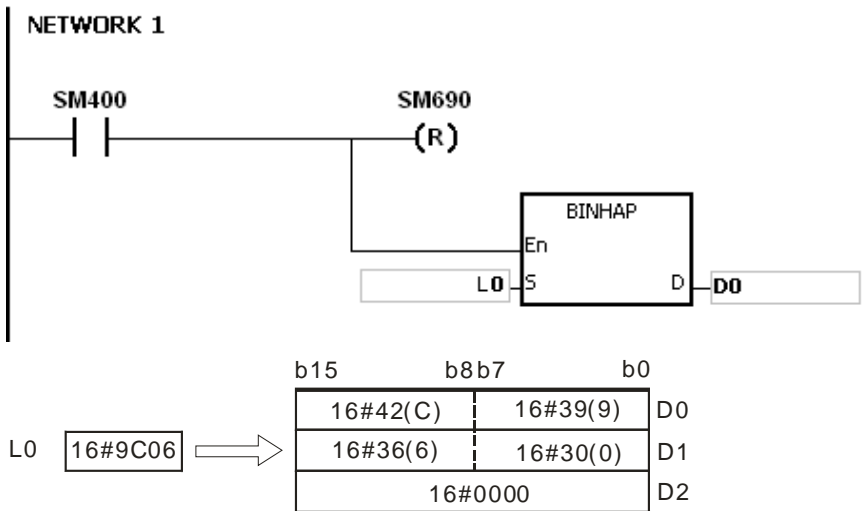 NETWORK 1
SM400 SM690
(R)
BINHAP
En
L0 S D D0
b15 b8 b7 b0
16#42(C) 16#39(9) D0
L0 16#9C06 16#36(6) 16#30(0) D1
16#0000 D2